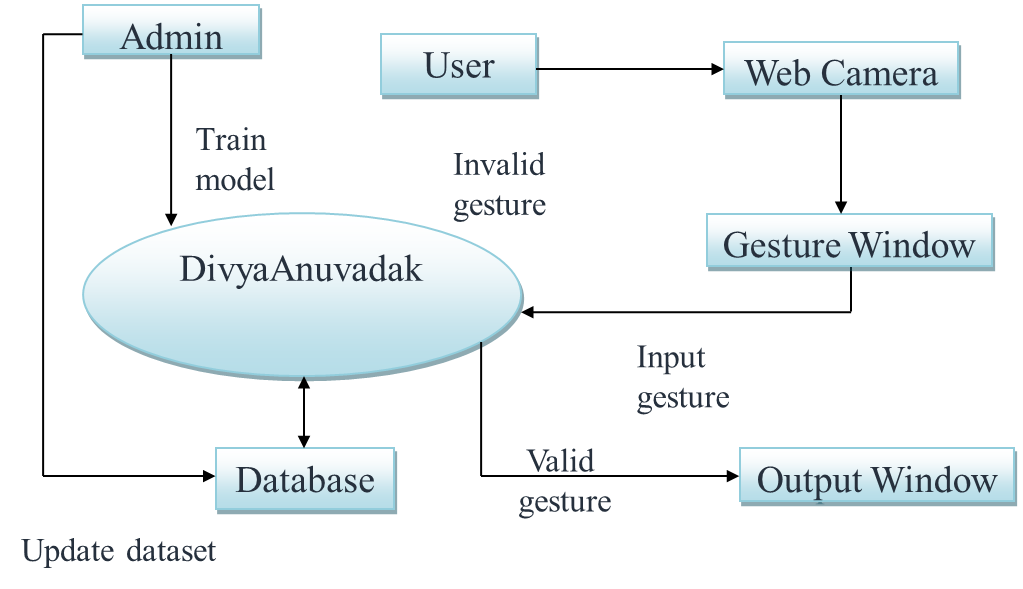 Admin
User
Web Camera
Train
model
Invalid
gesture
Gesture Window
DivyaAnuvadak
Input
gesture
Valid
gesture
Database
Output Window
Update dataset